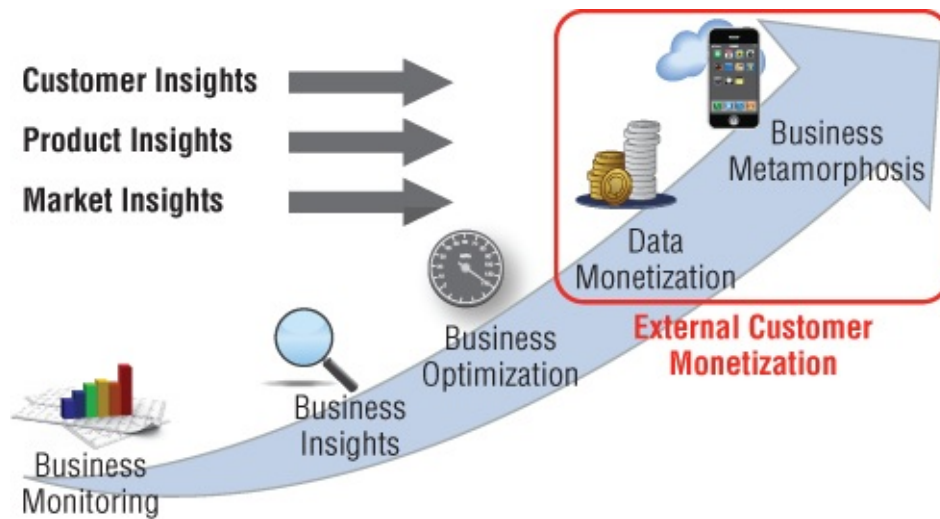 Customer Insights
Product Insights
Market Insights
Business
Metamorphosis
Data
Monetization
External Customer
Monetization
Business
Optimization
Business
Insights
Business
Monitoring